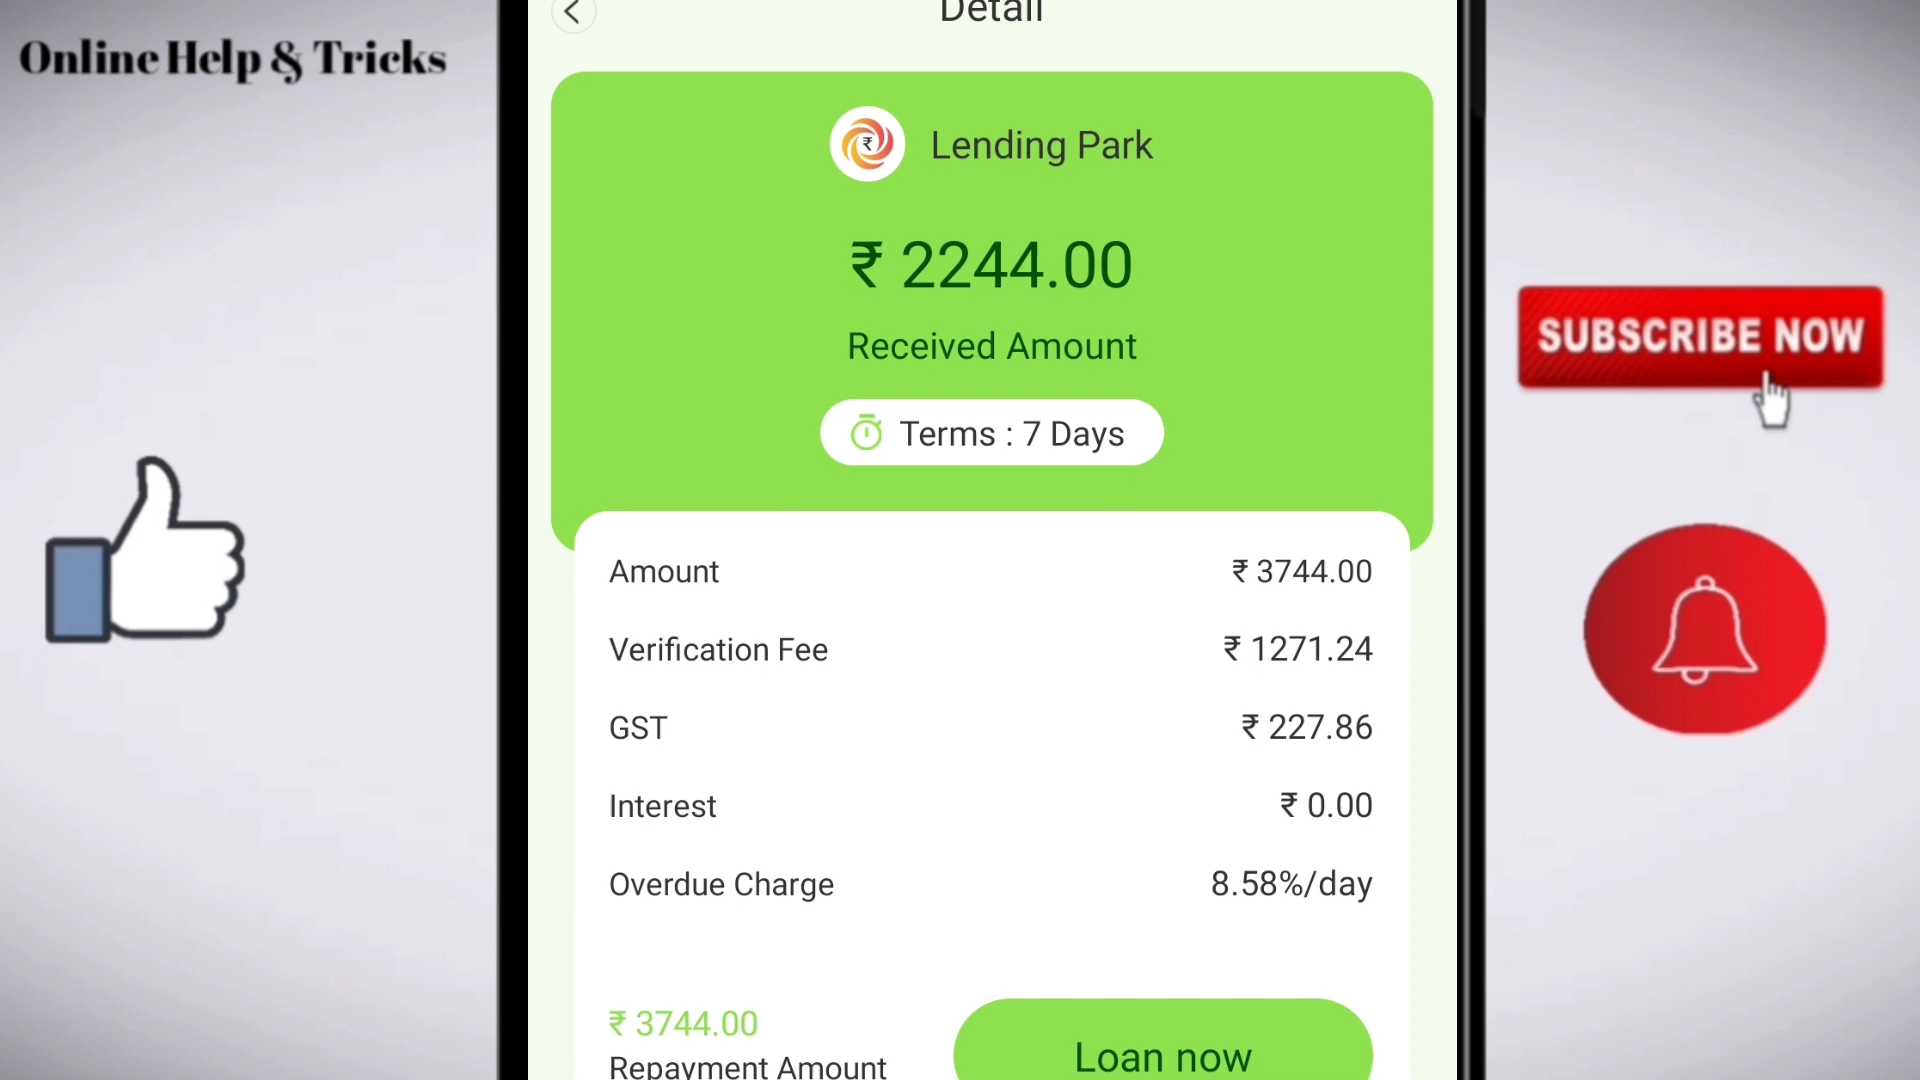 Online Help & Tricks
Detail
₹
Lending Park
₹ 2244.00
Received Amount
Terms : 7 Days
SUBSCRIBE NOW
Amount ₹ 3744.00
Verification Fee ₹ 1271.24
GST ₹ 227.86
Interest ₹ 0.00
Overdue Charge 8.58%/day
₹ 3744.00
Repayment Amount
Loan now